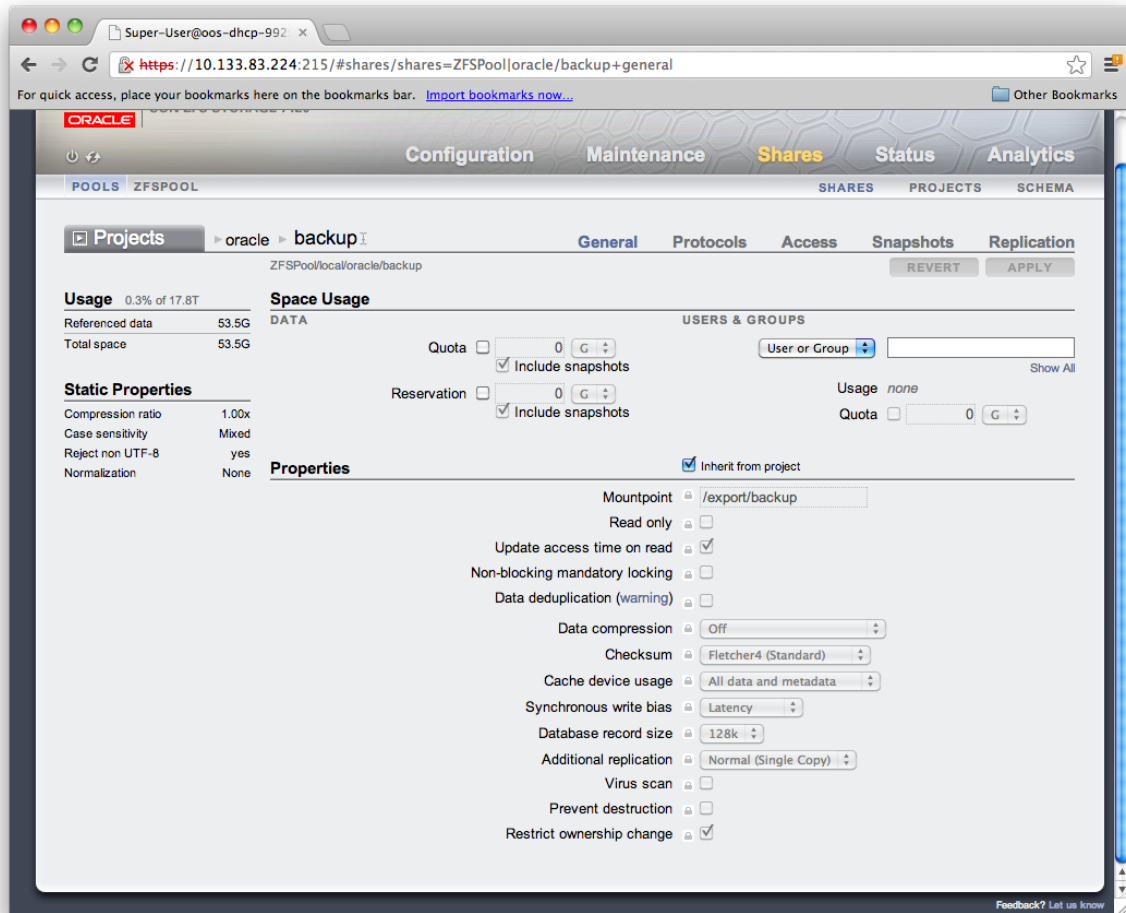 Super-User@oos-dhcp-992
https://10.133.83.224:215/#shares/shares=ZFSPool|oracle/backup+general
For quick access, place your bookmarks here on the bookmarks bar. Import bookmarks now... Other Bookmarks
ORACLE
Configuration Maintenance Shares Status Analytics
POOLS ZFSPOOL SHARES PROJECTS SCHEMA
Projects oracle backup General Protocols Access Snapshots Replication
ZFSPool/local/oracle/backup REVERT APPLY
Usage 0.3% of 17.8T Space Usage
Referenced data 53.5G DATA USERS & GROUPS
Total space 53.5G Quota 0 G User or Group
Include snapshots Show All
Static Properties Reservation 0 G Usage none
Compression ratio 1.00x Include snapshots Quota 0 G
Case sensitivity Mixed
Reject non UTF-8 yes
Normalization None Properties Inherit from project
Mountpoint /export/backup
Read only
Update access time on read
Non-blocking mandatory locking
Data deduplication (warning)
Data compression Off
Checksum Fletcher4 (Standard)
Cache device usage All data and metadata
Synchronous write bias Latency
Database record size 128k
Additional replication Normal (Single Copy)
Virus scan
Prevent destruction
Restrict ownership change
Feedback? Let us know